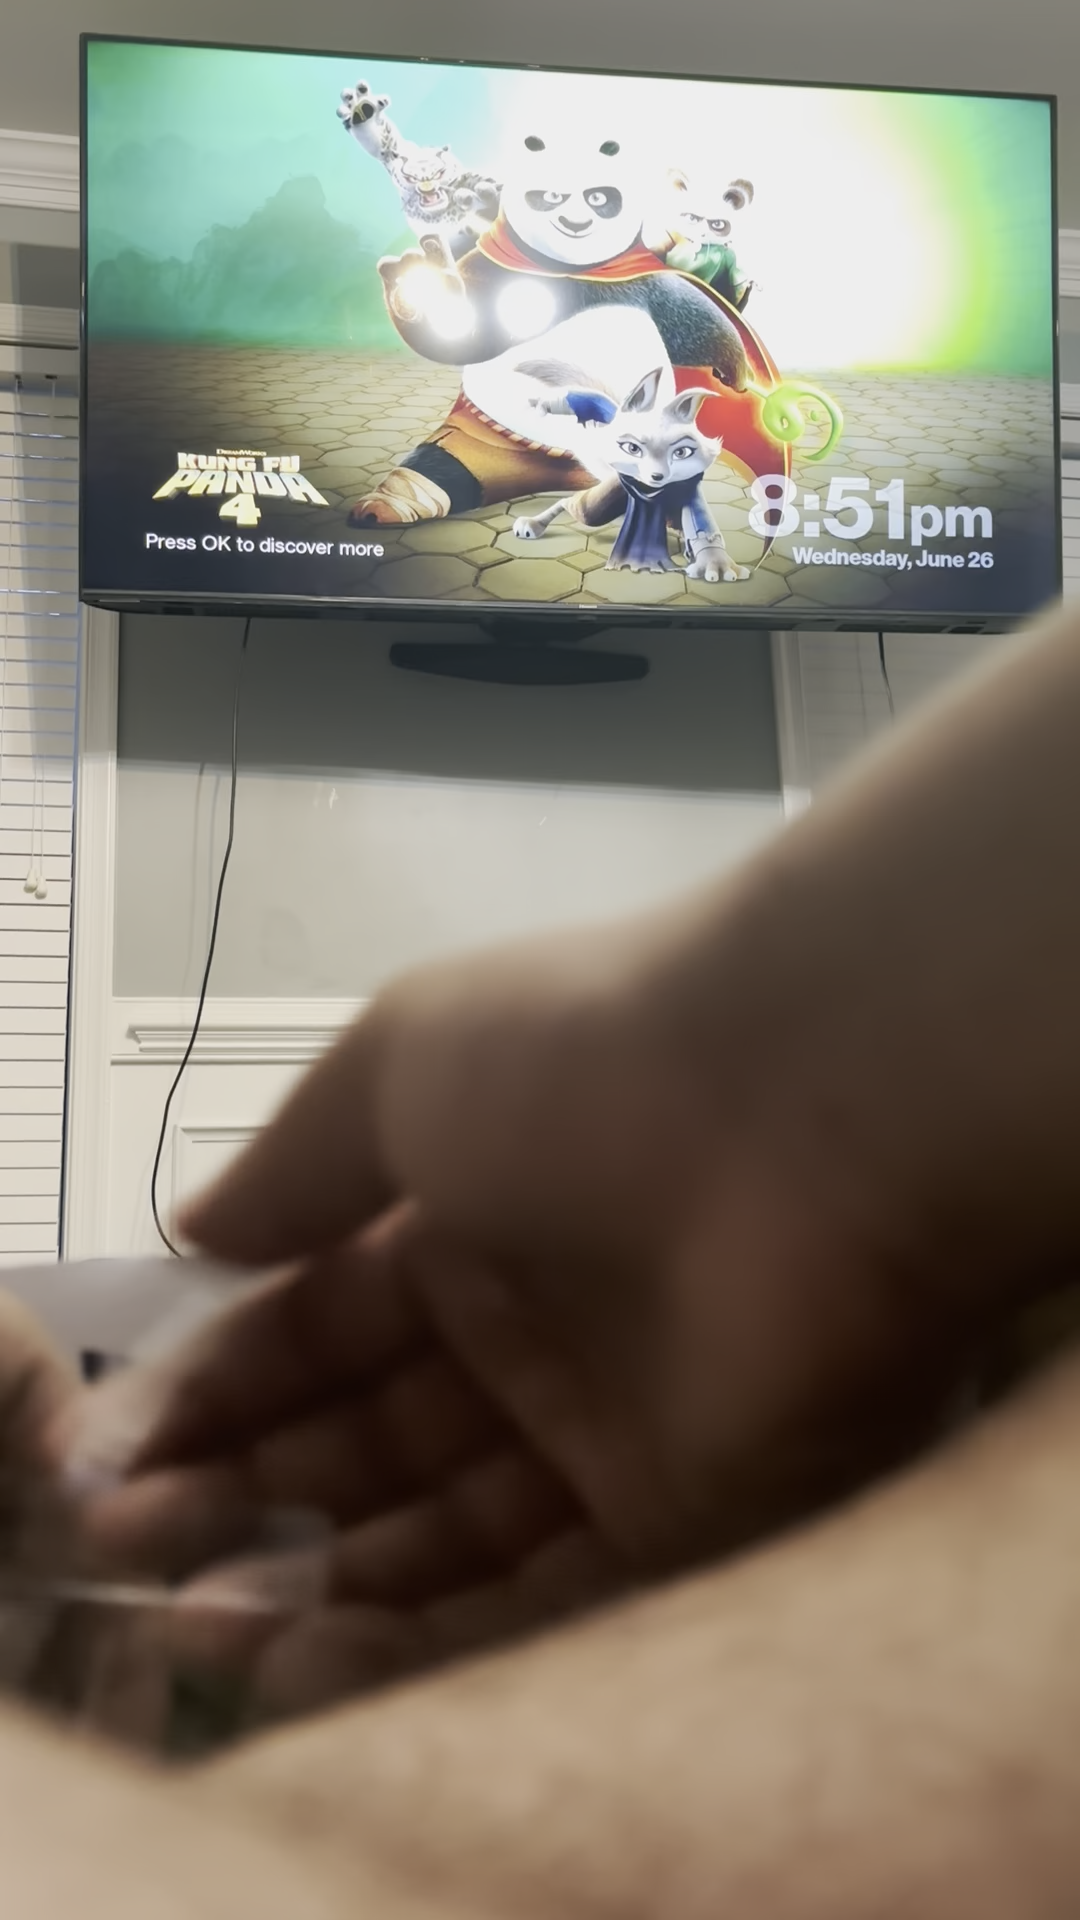 DREAMWORKS
KUNG FU
PANDA
4
Press OK to discover more
8:51pm
Wednesday, June 26